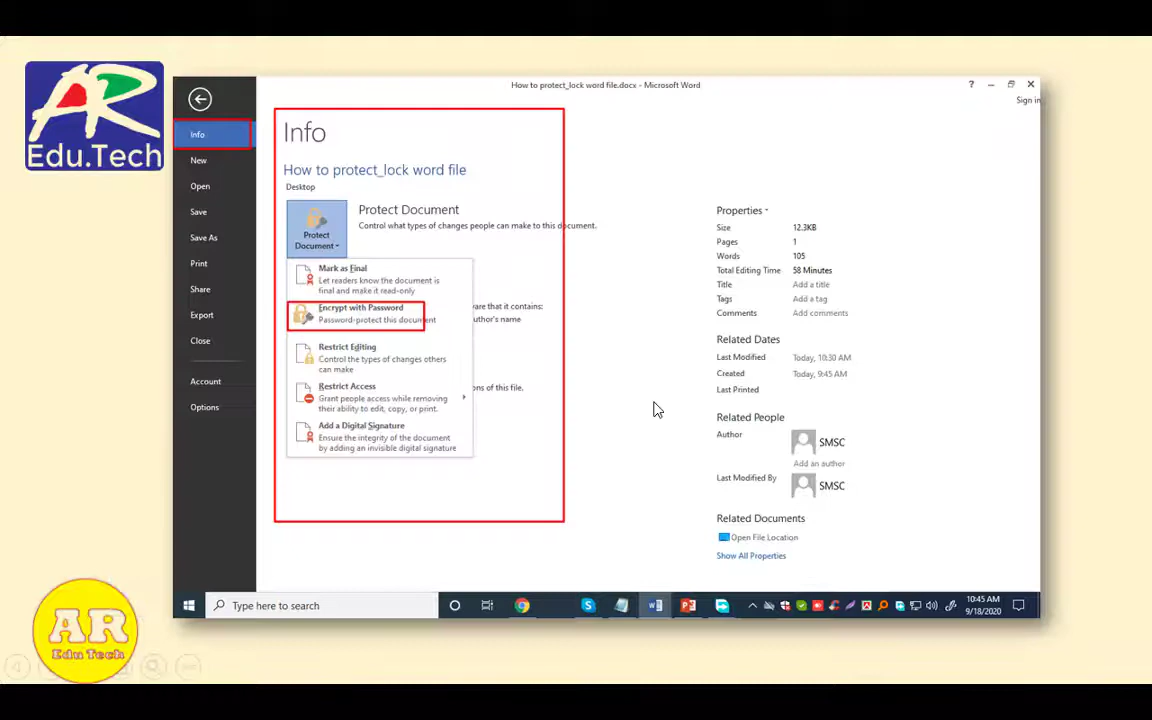 AR
Edu.Tech
How to protect_lock word file.docx - Microsoft Word
?
Sign in
Info
New
Open
Save
Save As
Print
Share
Export
Close
Account
Options
Info
How to protect_lock word file
Desktop
Protect
Document
Protect Document
Control what types of changes people can make to this document.
Mark as Final
Let readers know the document is
final and make it read-only
Encrypt with Password
Password-protect this document
Restrict Editing
Control the types of changes others
can make
Restrict Access
Grant people access while removing
their ability to edit, copy, or print.
Add a Digital Signature
Ensure the integrity of the document
by adding an invisible digital signature
ware that it contains:
uthor's name
ons of this file.
Properties
Size 12.3KB
Pages 1
Words 105
Total Editing Time 58 Minutes
Title Add a title
Tags Add a tag
Comments Add comments
Related Dates
Last Modified Today, 10:30 AM
Created Today, 9:45 AM
Last Printed
Related People
Author SMSC
Add an author
Last Modified By SMSC
Related Documents
Open File Location
Show All Properties
Type here to search
10:45 AM
9/18/2020
AR
Edu Tech